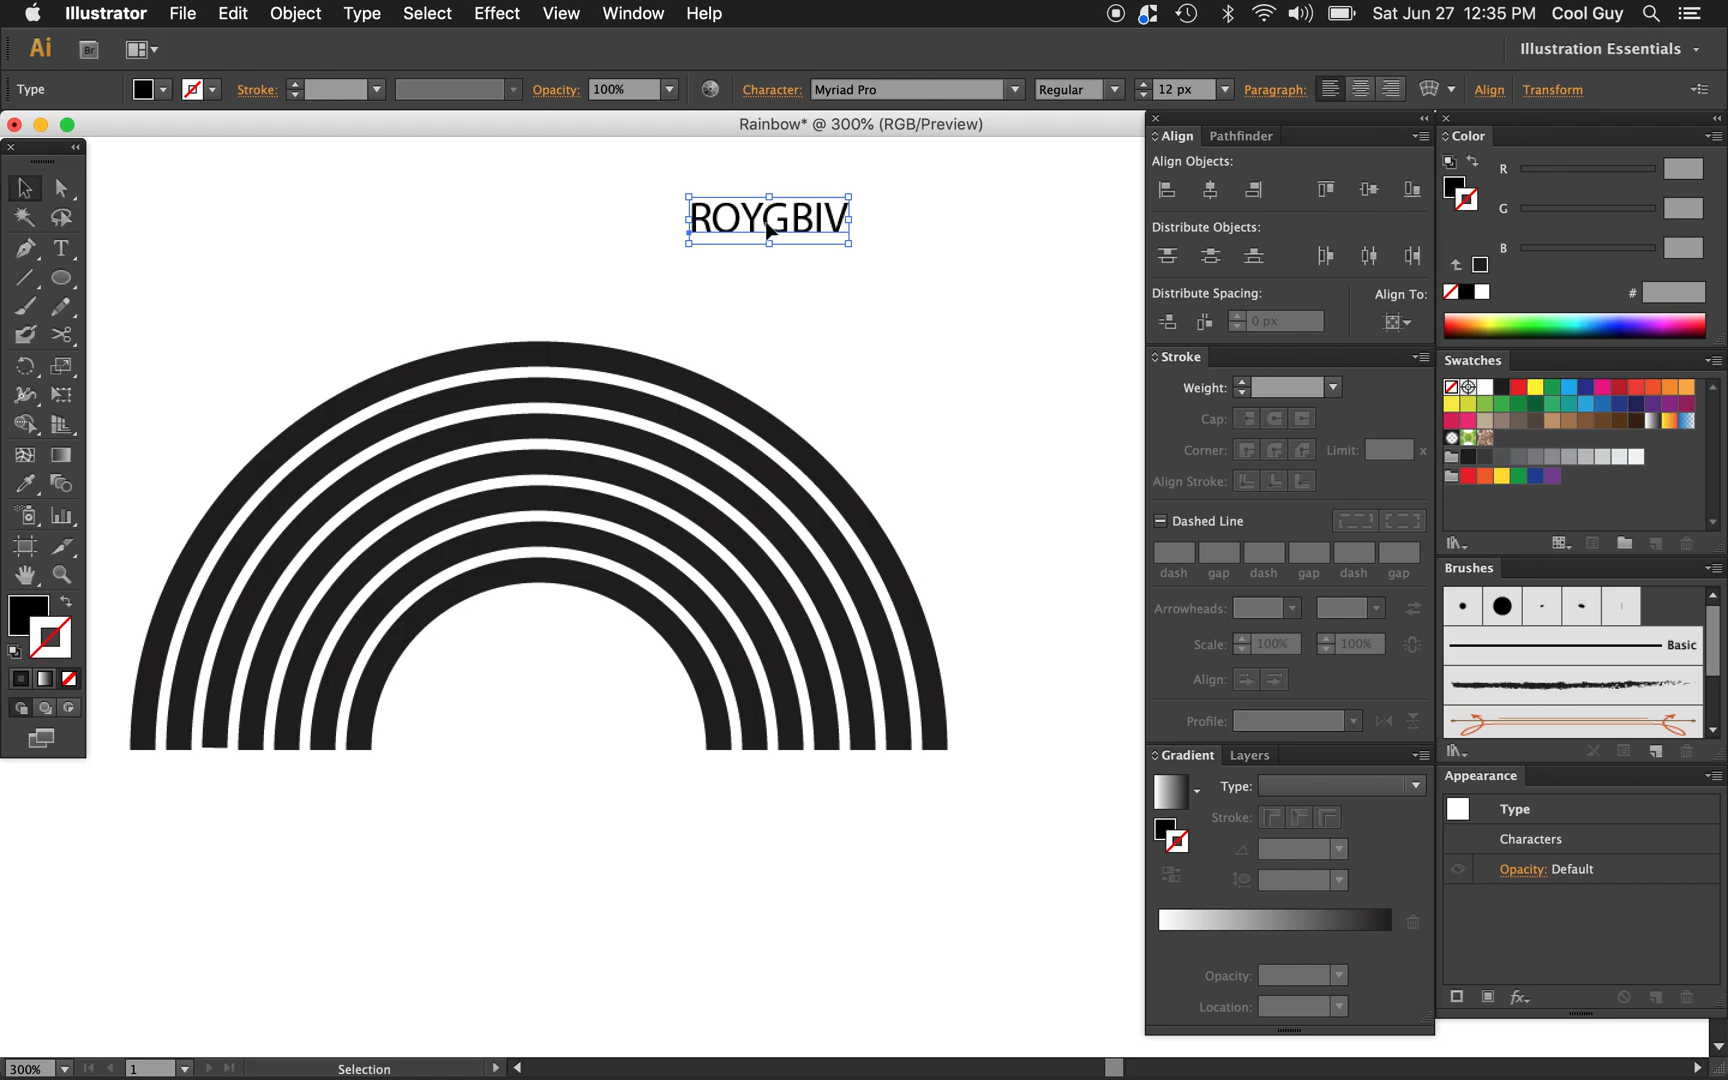 Illustrator File Edit Object Type Select Effect View Window Help Sat Jun 27 12:35 PM Cool Guy
Ai Br Illustration Essentials
Type Stroke: Opacity: 100% Character: Myriad Pro Regular 12 px Paragraph: Align Transform
Rainbow* @ 300% (RGB/Preview)
ROYGBIV
Align Pathfinder
Align Objects:
Distribute Objects:
Distribute Spacing: Align To:
0 px
Stroke
Weight:
Cap:
Corner: Limit: x
Align Stroke:
Dashed Line
dash gap dash gap dash gap
Arrowheads:
Scale: 100% 100%
Align:
Profile:
Gradient Layers
Type:
Stroke:
Opacity:
Location:
Color
R
G
B
#
Swatches
Brushes
Basic
Appearance
Type
Characters
Opacity: Default
fx
300% 1 Selection